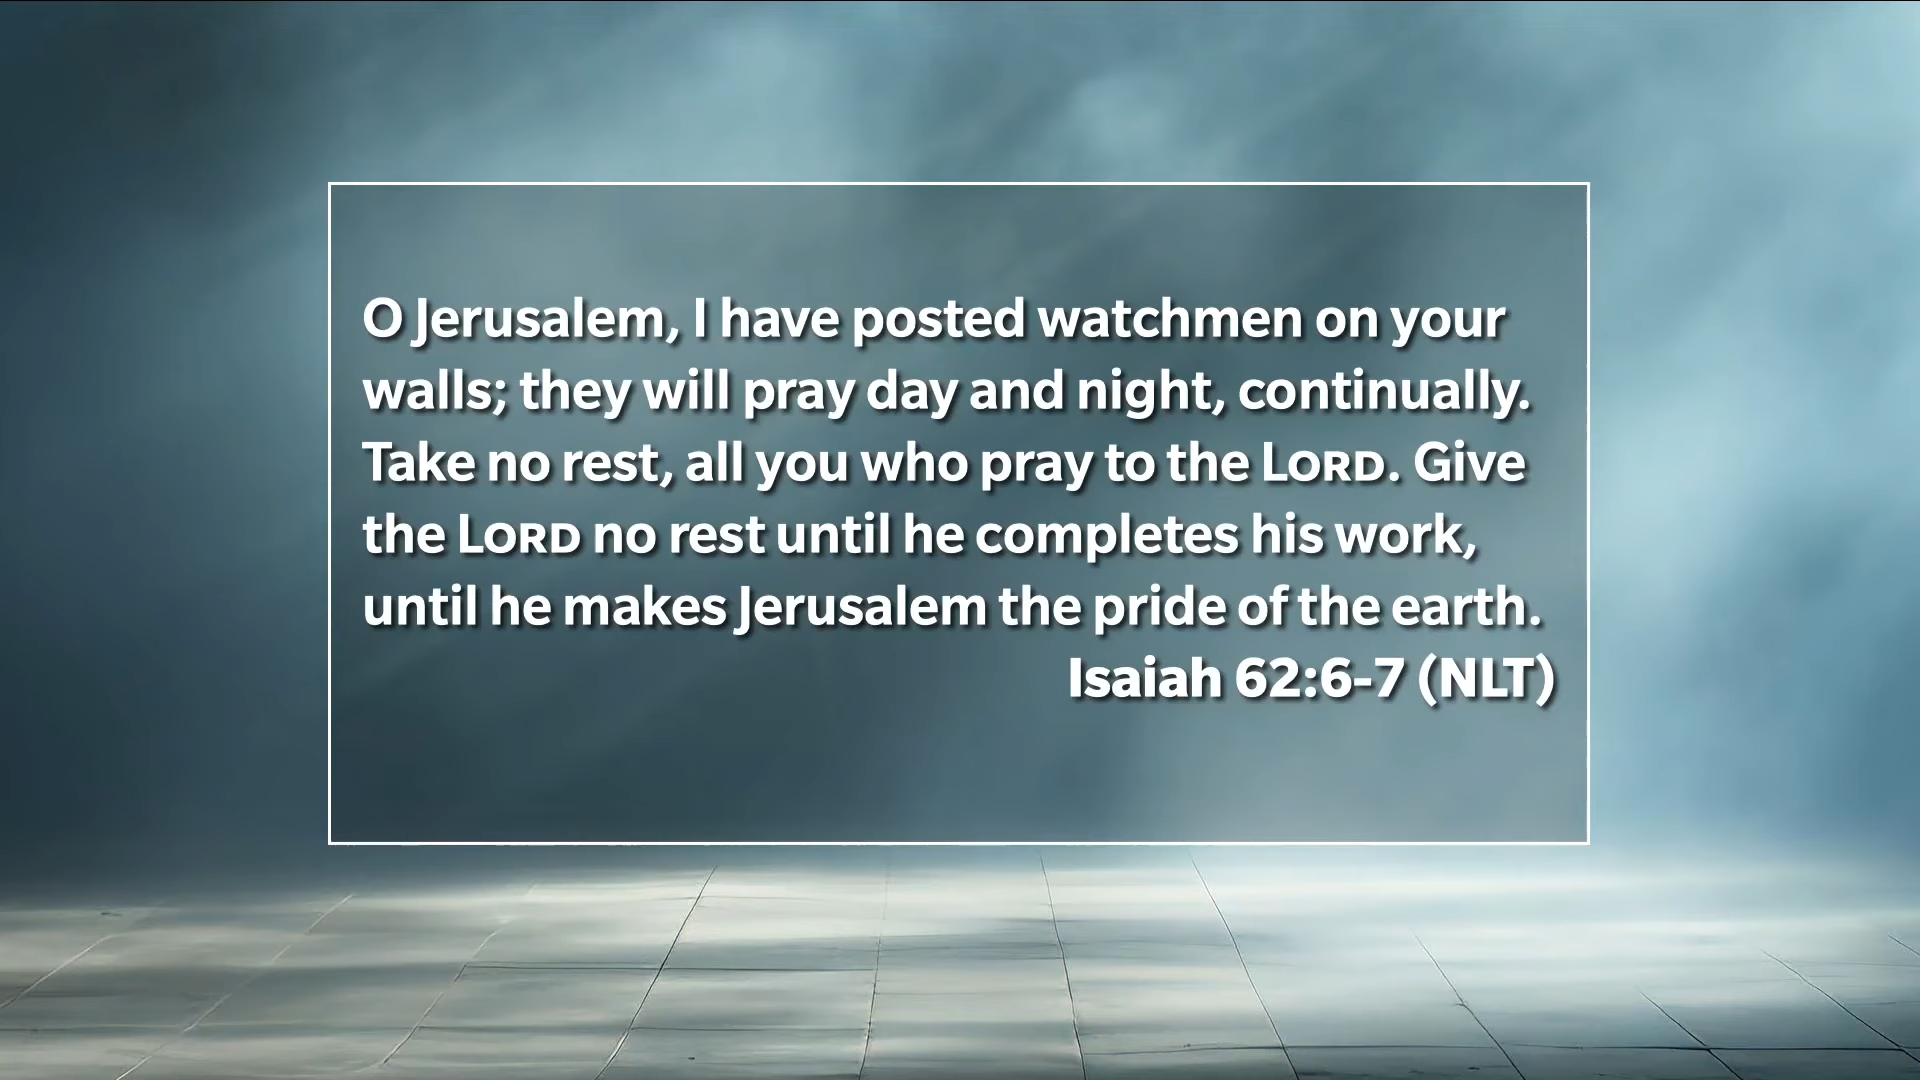 O Jerusalem, I have posted watchmen on your
walls; they will pray day and night, continually.
Take no rest, all you who pray to the LORD. Give
the LORD no rest until he completes his work,
until he makes Jerusalem the pride of the earth.
Isaiah 62:6-7 (NLT)